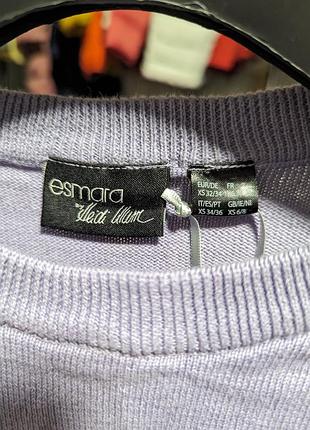 esmara
by Heidi Klum
EUR/DE FR
XS 32/34
IT/ES/PT GB/IE/NI
XS 34/36 XS 6/8